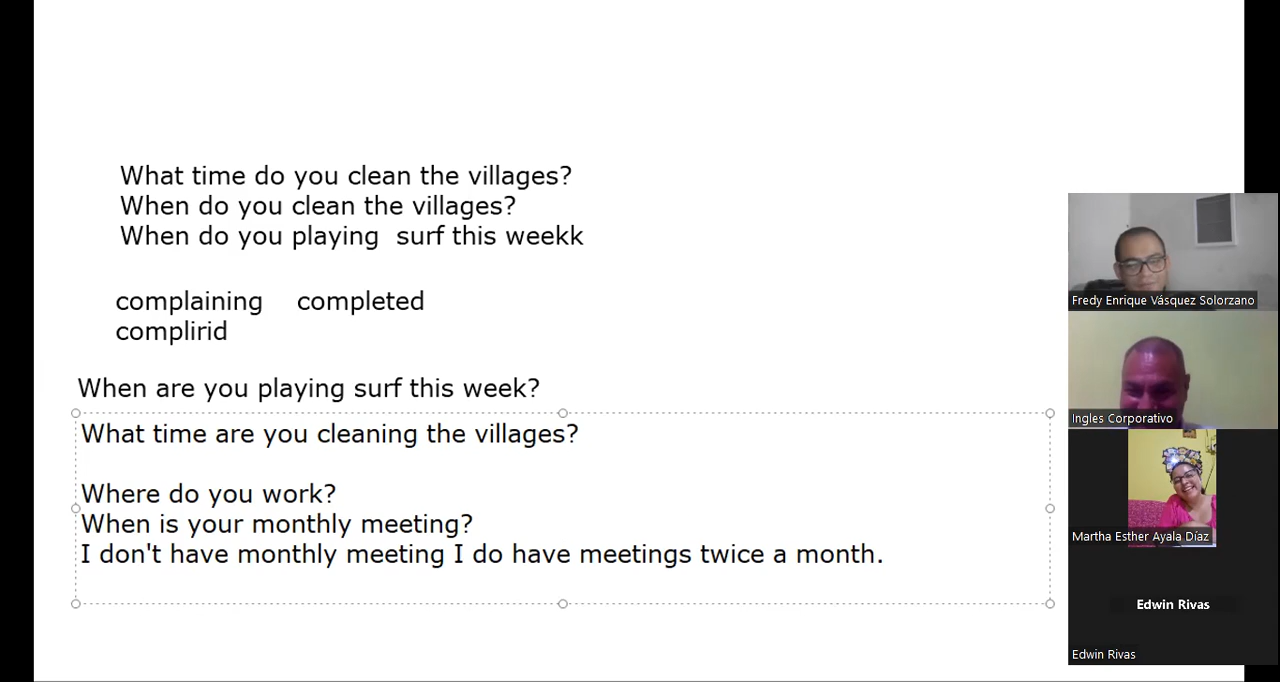 What time do you clean the villages?
When do you clean the villages?
When do you playing  surf this weekk
complaining    completed
complirid
When are you playing surf this week?
What time are you cleaning the villages?
Where do you work?
When is your monthly meeting?
I don't have monthly meeting I do have meetings twice a month.
Fredy Enrique Vásquez Solorzano
Ingles Corporativo
Martha Esther Ayala Díaz
Edwin Rivas
Edwin Rivas